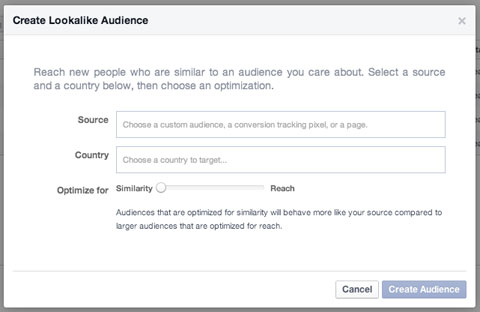 Create Lookalike Audience ×
Reach new people who are similar to an audience you care about. Select a source
and a country below, then choose an optimization.
Source Choose a custom audience, a conversion tracking pixel, or a page.
Country Choose a country to target...
Optimize for Similarity Reach
Audiences that are optimized for similarity will behave more like your source compared to
larger audiences that are optimized for reach.
Cancel Create Audience